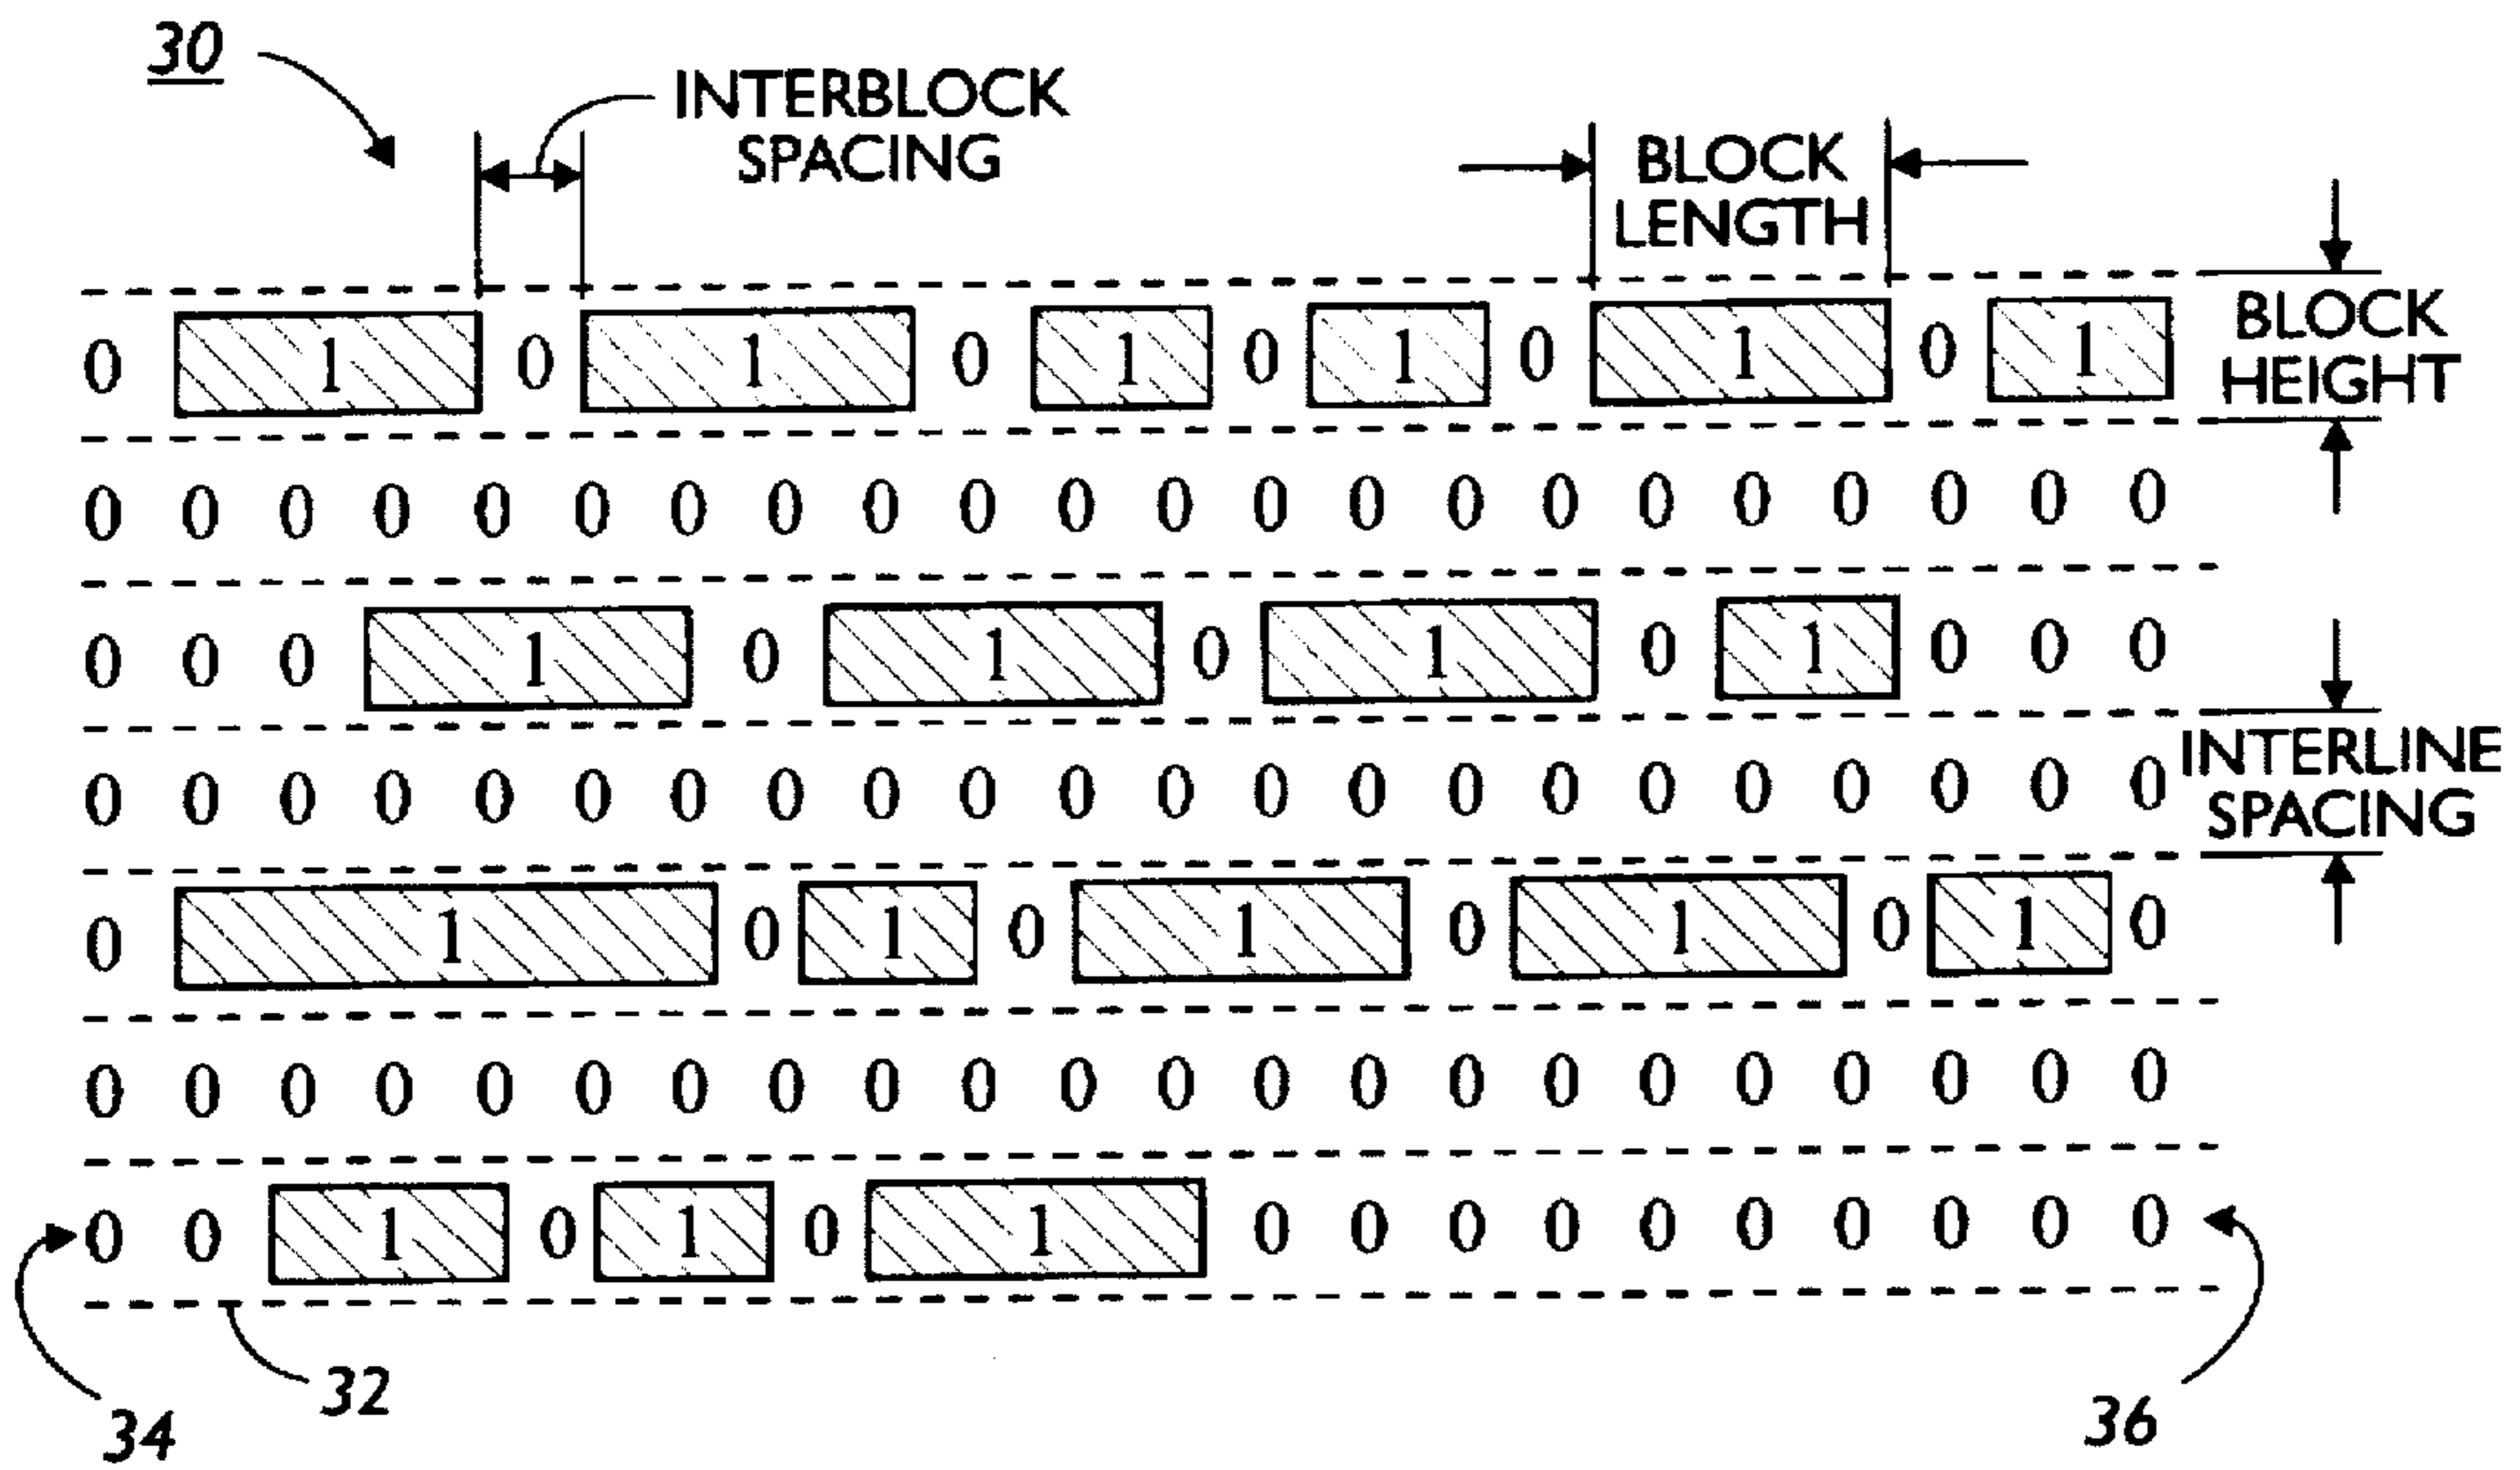 30
INTERBLOCK
SPACING
BLOCK
LENGTH
BLOCK
HEIGHT
0 1 0 1 0 1 0 1 0 1 0 1
0 0 0 0 0 0 0 0 0 0 0 0 0 0 0 0 0 0 0 0 0 0
0 0 0 1 0 1 0 1 0 1 0 0 0
INTERLINE
SPACING
0 0 0 0 0 0 0 0 0 0 0 0 0 0 0 0 0 0 0 0 0 0
0 1 0 1 0 1 0 1 0 1 0
0 0 0 0 0 0 0 0 0 0 0 0 0 0 0 0 0 0 0 0 0 0
0 0 1 0 1 0 1 0 0 0 0 0 0 0 0 0 0
32
34
36